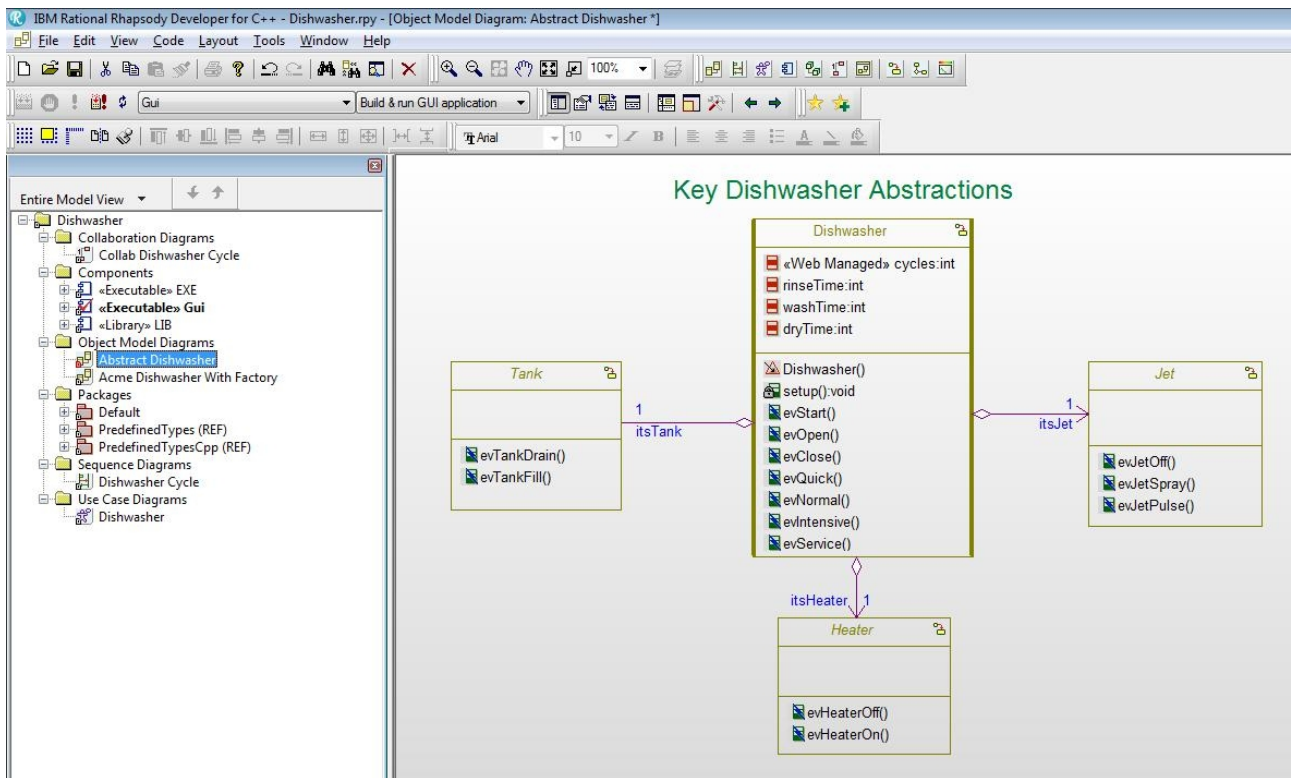 IBM Rational Rhapsody Developer for C++ - Dishwasher.rpy - [Object Model Diagram: Abstract Dishwasher *]
File Edit View Code Layout Tools Window Help
100%
Gui Build & run GUI application
Arial 10
Entire Model View
Dishwasher
Collaboration Diagrams
Collab Dishwasher Cycle
Components
«Executable» EXE
«Executable» Gui
«Library» LIB
Object Model Diagrams
Abstract Dishwasher
Acme Dishwasher With Factory
Packages
Default
PredefinedTypes (REF)
PredefinedTypesCpp (REF)
Sequence Diagrams
Dishwasher Cycle
Use Case Diagrams
Dishwasher
Key Dishwasher Abstractions
Dishwasher
«Web Managed» cycles:int
rinseTime:int
washTime:int
dryTime:int
Dishwasher()
setup():void
evStart()
evOpen()
evClose()
evQuick()
evNormal()
evIntensive()
evService()
Tank
evTankDrain()
evTankFill()
1
itsTank
1
itsJet
Jet
evJetOff()
evJetSpray()
evJetPulse()
itsHeater 1
Heater
evHeaterOff()
evHeaterOn()